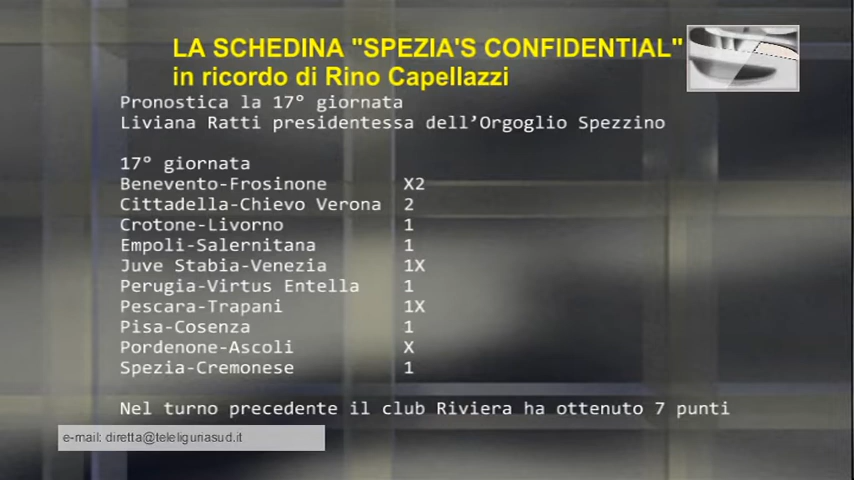 LA SCHEDINA "SPEZIA'S CONFIDENTIAL"
in ricordo di Rino Capellazzi
Pronostica la 17° giornata
Liviana Ratti presidentessa dell’Orgoglio Spezzino
17° giornata
Benevento-Frosinone X2
Cittadella-Chievo Verona 2
Crotone-Livorno 1
Empoli-Salernitana 1
Juve Stabia-Venezia 1X
Perugia-Virtus Entella 1
Pescara-Trapani 1X
Pisa-Cosenza 1
Pordenone-Ascoli X
Spezia-Cremonese 1
Nel turno precedente il club Riviera ha ottenuto 7 punti
e-mail: diretta@teleliguriasud.it